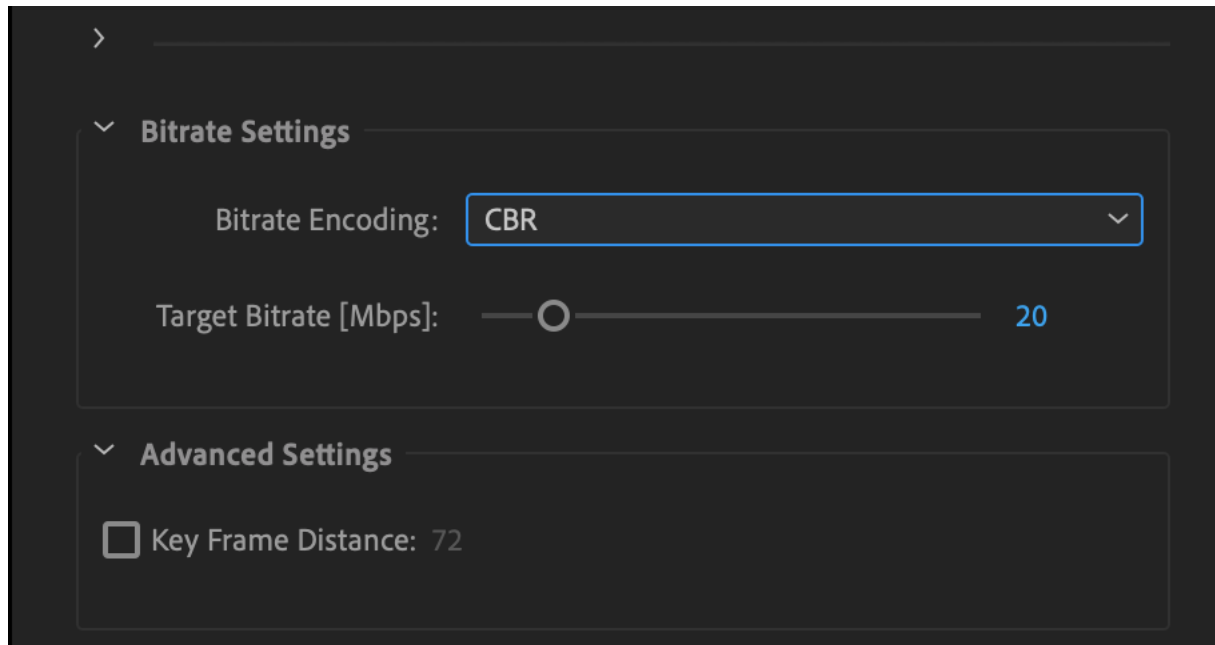 Bitrate Settings
Bitrate Encoding: CBR
Target Bitrate [Mbps]: 20
Advanced Settings
Key Frame Distance: 72